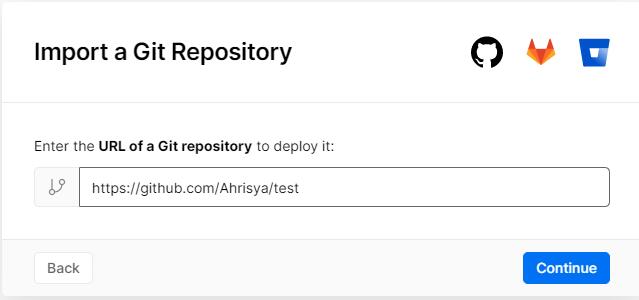 Import a Git Repository
Enter the URL of a Git repository to deploy it:
https://github.com/Ahrisya/test
Back
Continue